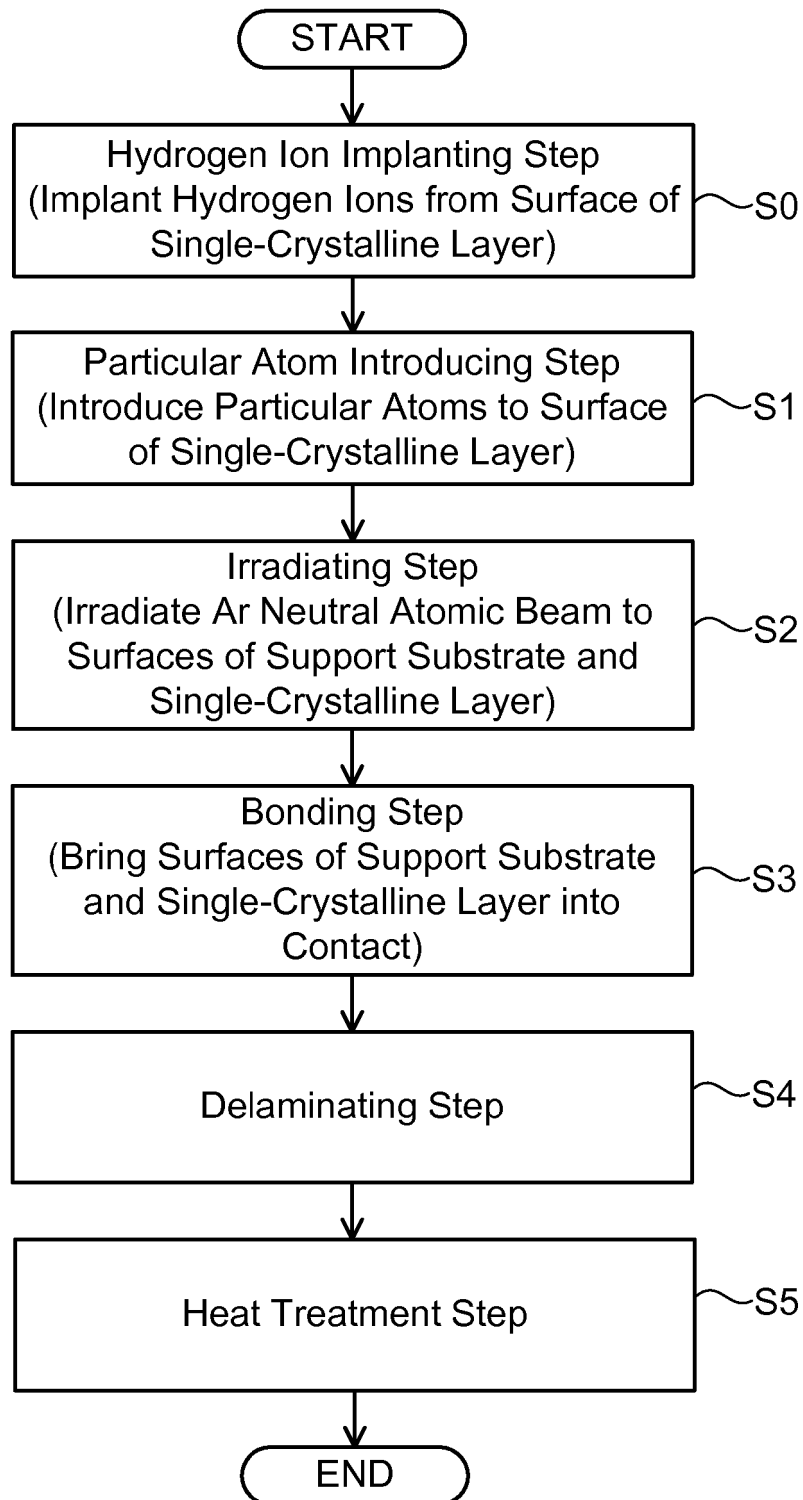 START
Hydrogen Ion Implanting Step
(Implant Hydrogen Ions from Surface of
Single-Crystalline Layer)
S0
Particular Atom Introducing Step
(Introduce Particular Atoms to Surface
of Single-Crystalline Layer)
S1
Irradiating Step
(Irradiate Ar Neutral Atomic Beam to
Surfaces of Support Substrate and
Single-Crystalline Layer)
S2
Bonding Step
(Bring Surfaces of Support Substrate
and Single-Crystalline Layer into
Contact)
S3
Delaminating Step
S4
Heat Treatment Step
S5
END